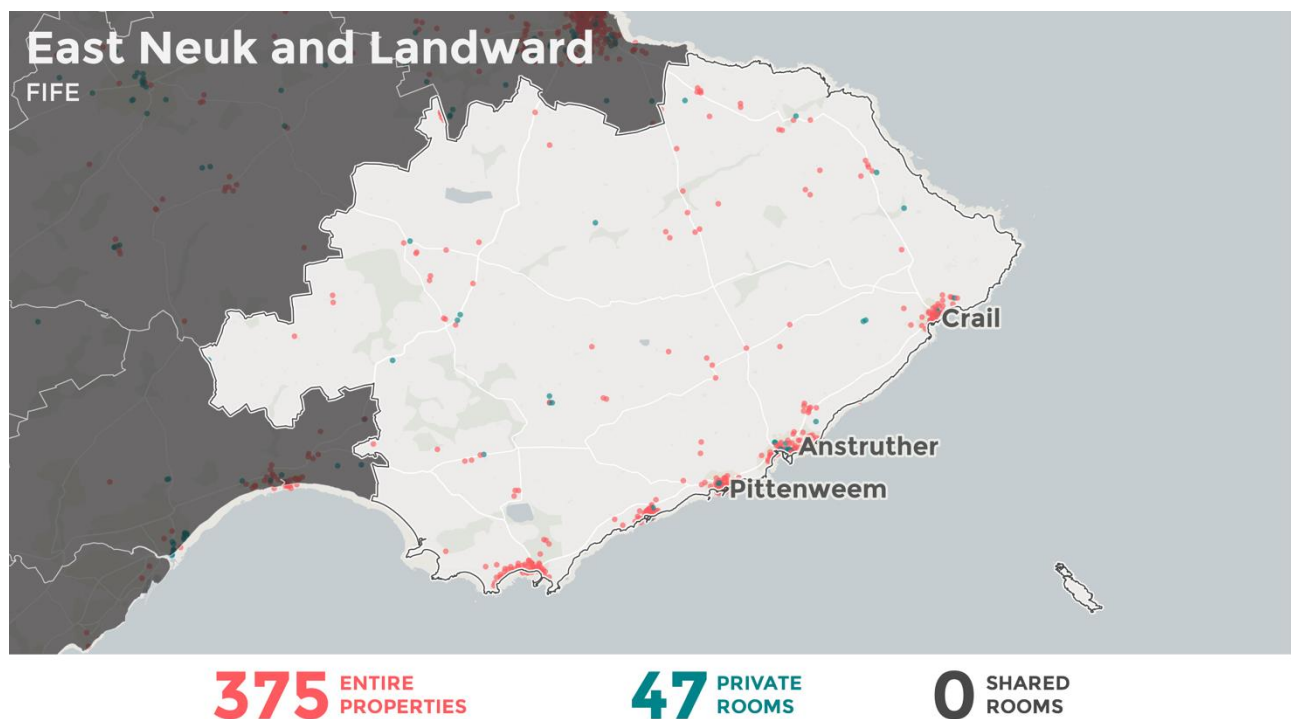 East Neuk and Landward
FIFE
Crail
Anstruther
Pittenweem
375 ENTIRE PROPERTIES
47 PRIVATE ROOMS
0 SHARED ROOMS